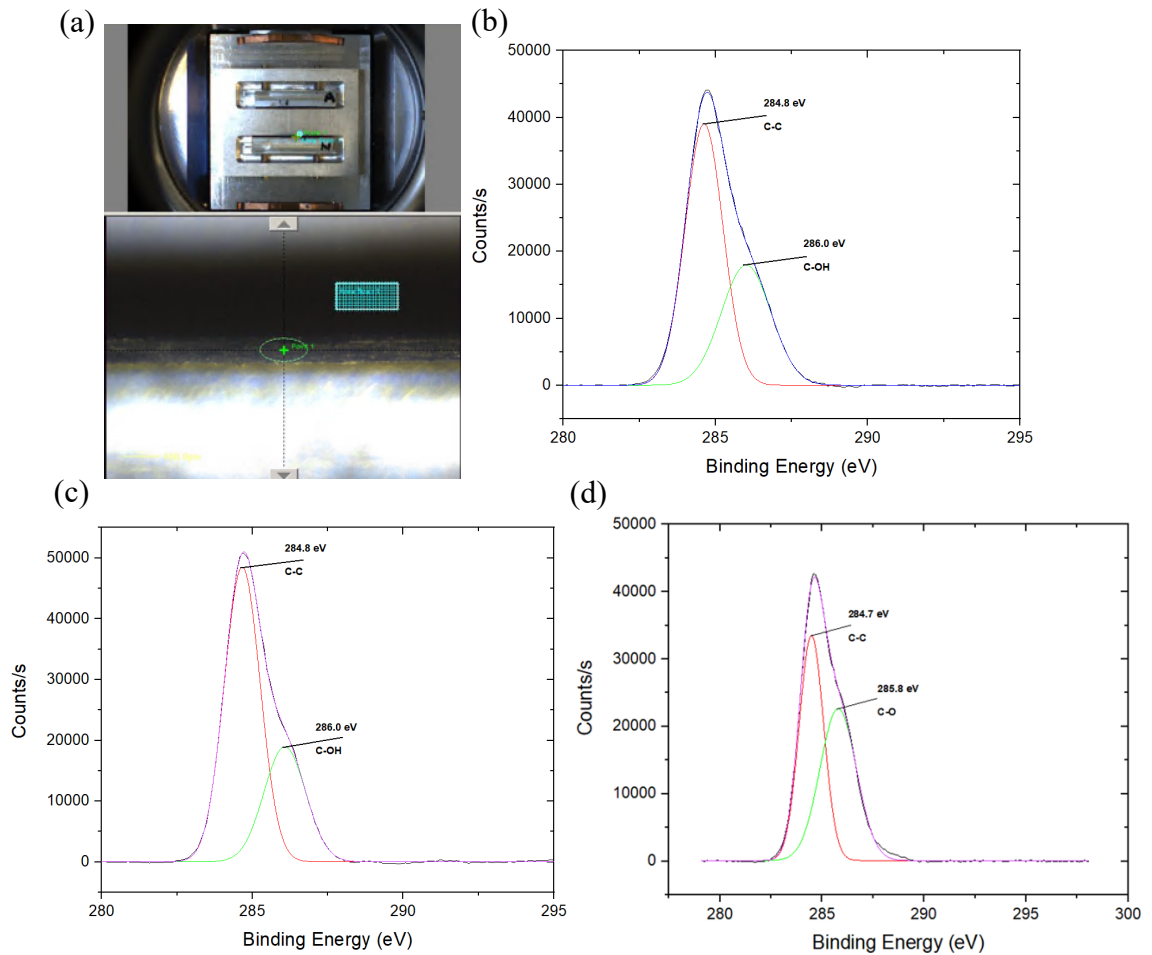 (a)
A
N
Point 1
(b)
50000
40000
30000
20000
10000
0
Counts/s
284.8 eV
C-C
286.0 eV
C-OH
280
285
290
295
Binding Energy (eV)
(c)
50000
40000
30000
20000
10000
0
Counts/s
284.8 eV
C-C
286.0 eV
C-OH
280
285
290
295
Binding Energy (eV)
(d)
50000
40000
30000
20000
10000
0
Counts/s
284.7 eV
C-C
285.8 eV
C-O
280
285
290
295
300
Binding Energy (eV)